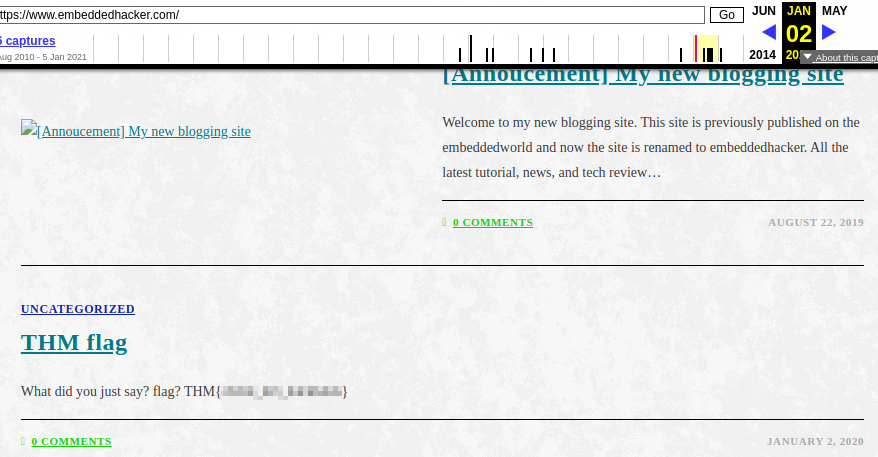 ttps://www.embeddedhacker.com/ Go JUN JAN MAY
6 captures 02
Aug 2010 - 5 Jan 2021 2014 20 About this capt
[Annoucement] My new blogging site
[Annoucement] My new blogging site
Welcome to my new blogging site. This site is previously published on the
embeddedworld and now the site is renamed to embeddedhacker. All the
latest tutorial, news, and tech review…
0 COMMENTS AUGUST 22, 2019
UNCATEGORIZED
THM flag
What did you just say? flag? THM{ }
0 COMMENTS JANUARY 2, 2020